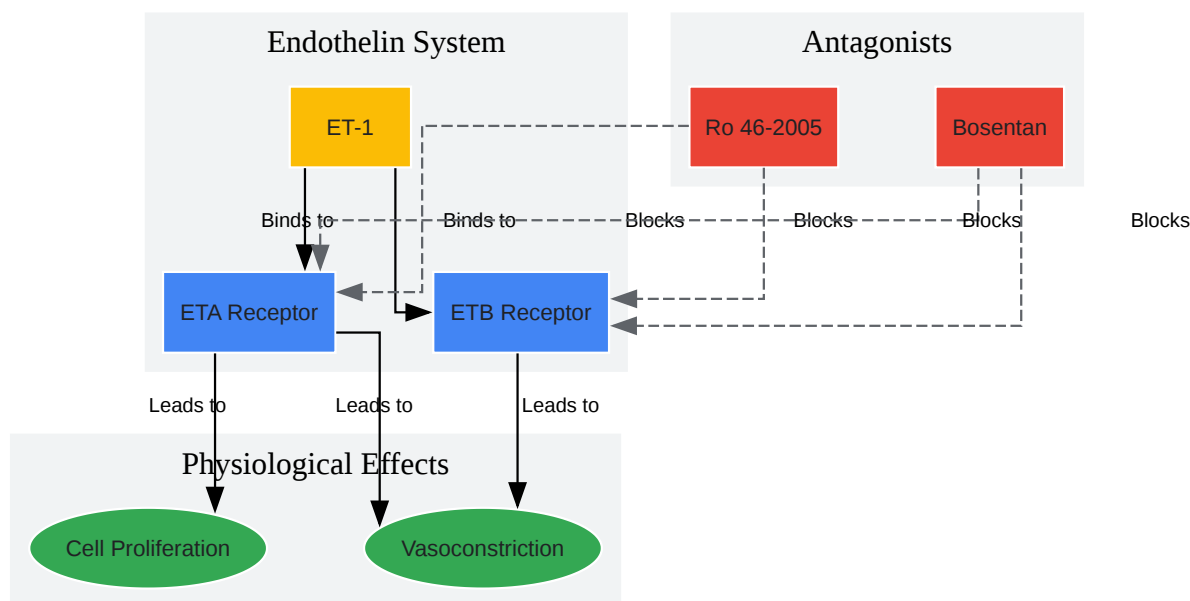 Endothelin System
Antagonists
ET-1
Ro 46-2005
Bosentan
Binds to
Binds to
Blocks
Blocks
Blocks
Blocks
ETA Receptor
ETB Receptor
Leads to
Leads to
Leads to
Physiological Effects
Cell Proliferation
Vasoconstriction